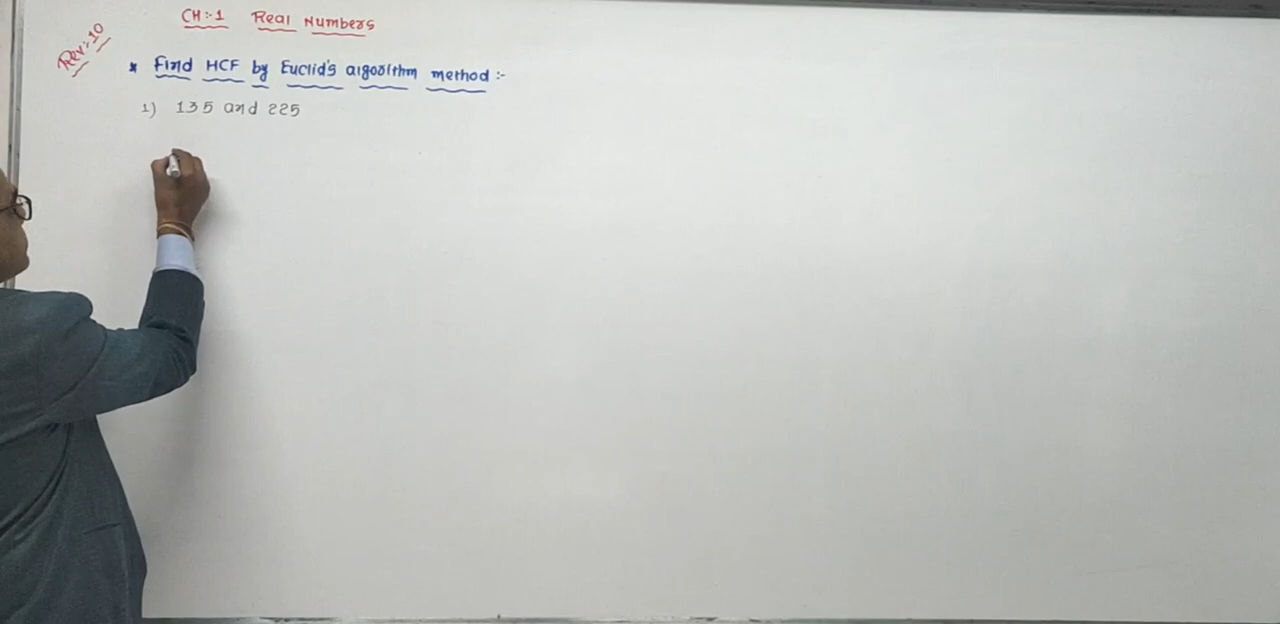 CH:-1 Real Numbers
Rev:-10
* Find HCF by Euclid's algorithm method :-
1) 135 and 225